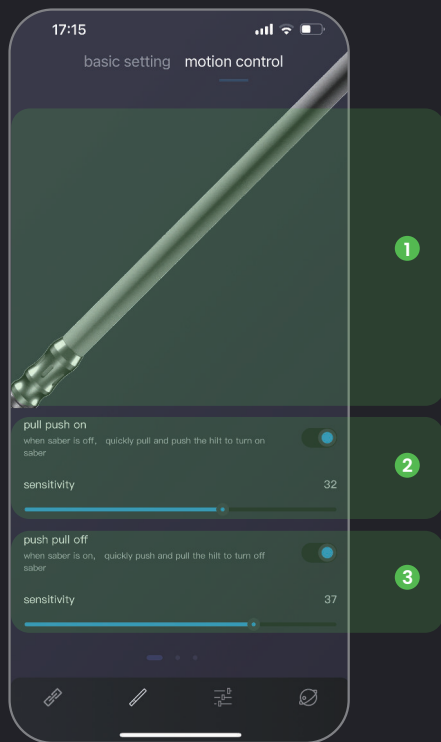 17:15
basic setting motion control
1
pull push on
when saber is off, quickly pull and push the hilt to turn on
saber
2
sensitivity 32
push pull off
when saber is on, quickly push and pull the hilt to turn off
saber
3
sensitivity 37